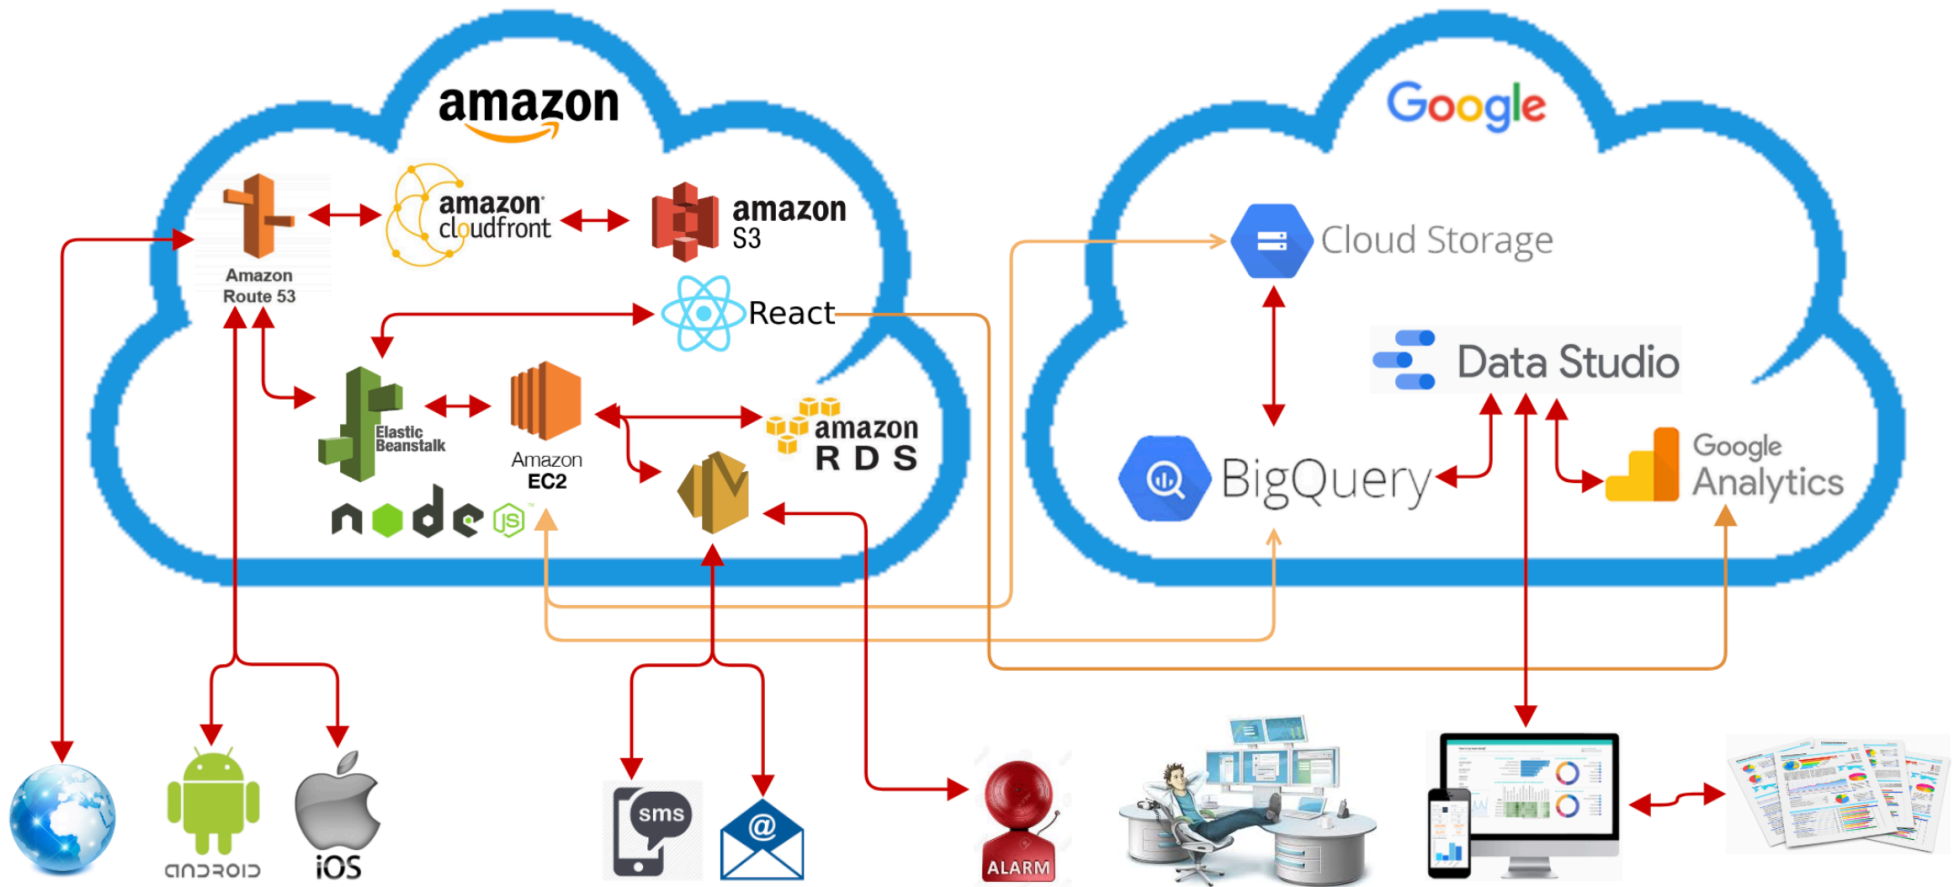 amazon
Google
amazon
cloudfront
amazon
S3
Amazon
Route 53
React
Cloud Storage
Data Studio
Elastic
Beanstalk
Amazon
EC2
amazon
RDS
node
JS
BigQuery
Google
Analytics
sms
@
ALARM
ANDROID
iOS